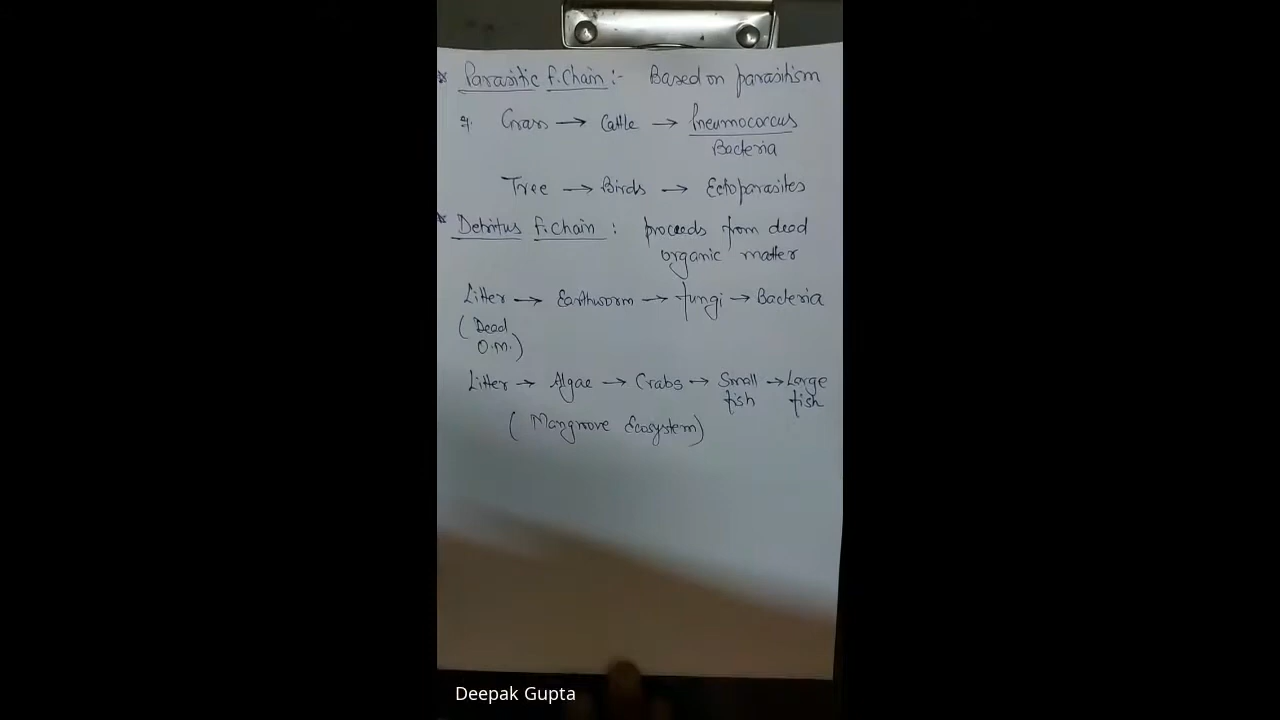 * Parasitic f. Chain :- Based on parasitism
eg. Grass → Cattle → Pneumococcus
Bacteria
Tree → Birds → Ectoparasites
* Detritus f. Chain : proceeds from dead
organic matter
Litter → Earthworm → fungi → Bacteria
( Dead
O.M. )
Litter → Algae → Crabs → Small → Large
fish fish
( Mangrove Ecosystem )
Deepak Gupta